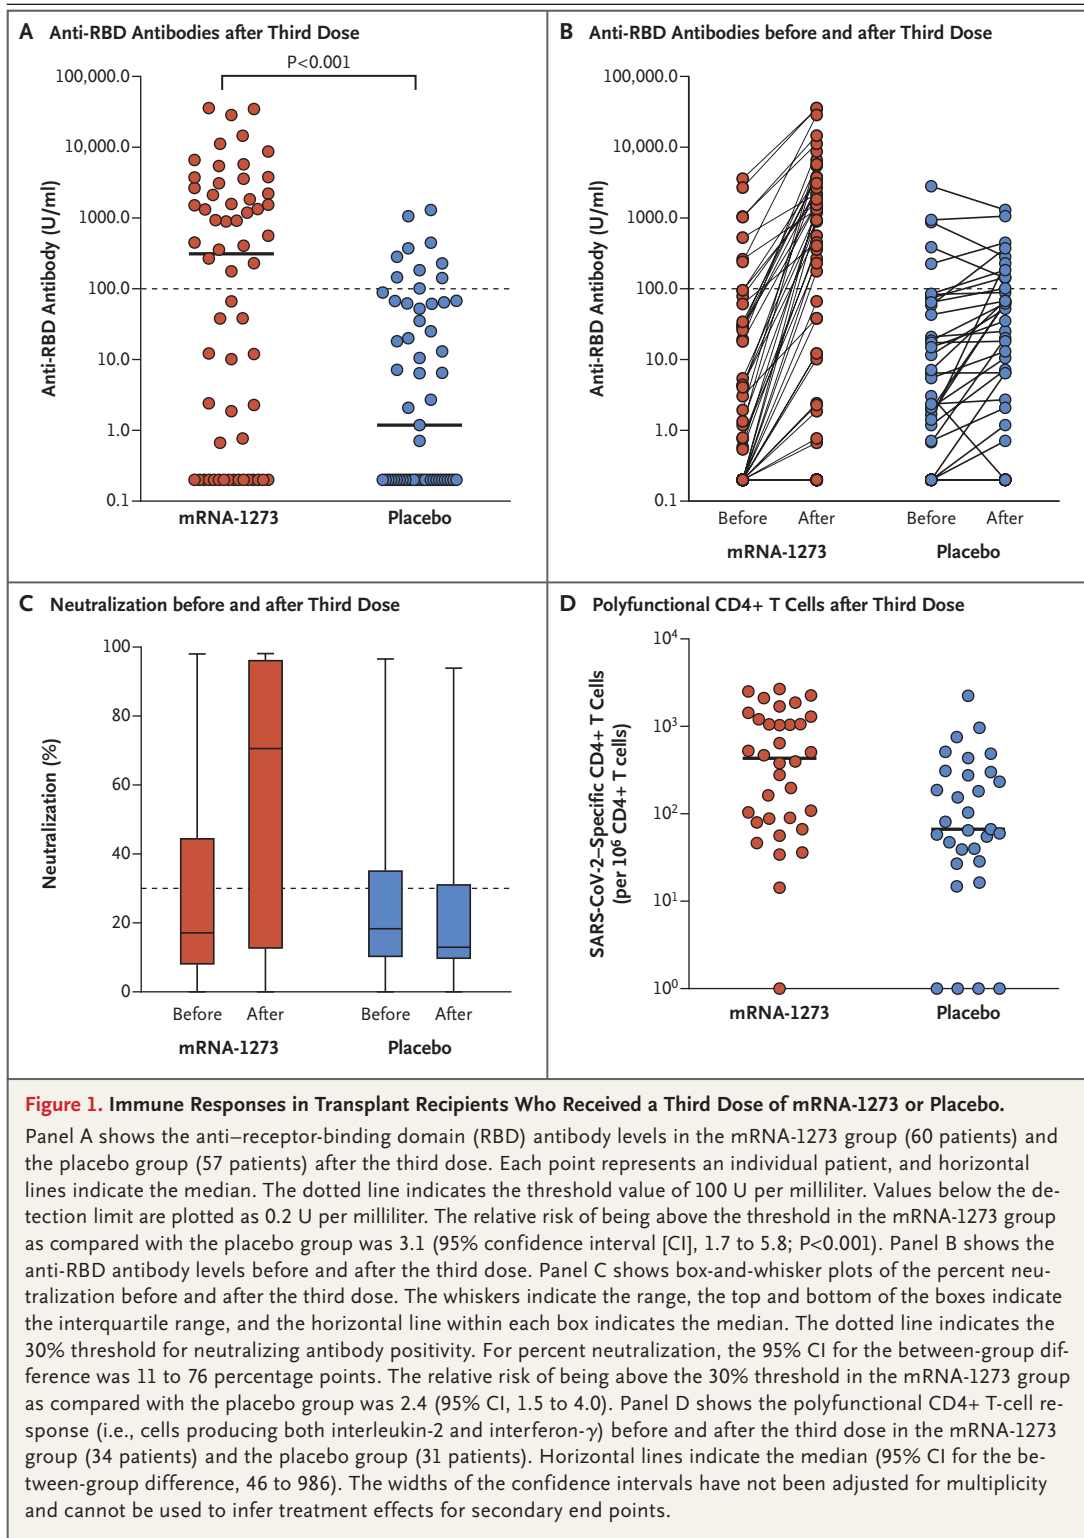 A Anti-RBD Antibodies after Third Dose
P<0.001
100,000.0
10,000.0
1000.0
100.0
10.0
1.0
0.1
Anti-RBD Antibody (U/ml)
mRNA-1273
Placebo
B Anti-RBD Antibodies before and after Third Dose
100,000.0
10,000.0
1000.0
100.0
10.0
1.0
0.1
Anti-RBD Antibody (U/ml)
Before After Before After
mRNA-1273 Placebo
C Neutralization before and after Third Dose
100
80
60
40
20
0
Neutralization (%)
Before After Before After
mRNA-1273 Placebo
D Polyfunctional CD4+ T Cells after Third Dose
10⁴
10³
10²
10¹
10⁰
SARS-CoV-2–Specific CD4+ T Cells
(per 10⁶ CD4+ T cells)
mRNA-1273 Placebo
Figure 1. Immune Responses in Transplant Recipients Who Received a Third Dose of mRNA-1273 or Placebo.
Panel A shows the anti–receptor-binding domain (RBD) antibody levels in the mRNA-1273 group (60 patients) and
the placebo group (57 patients) after the third dose. Each point represents an individual patient, and horizontal
lines indicate the median. The dotted line indicates the threshold value of 100 U per milliliter. Values below the de-
tection limit are plotted as 0.2 U per milliliter. The relative risk of being above the threshold in the mRNA-1273 group
as compared with the placebo group was 3.1 (95% confidence interval [CI], 1.7 to 5.8; P<0.001). Panel B shows the
anti-RBD antibody levels before and after the third dose. Panel C shows box-and-whisker plots of the percent neu-
tralization before and after the third dose. The whiskers indicate the range, the top and bottom of the boxes indicate
the interquartile range, and the horizontal line within each box indicates the median. The dotted line indicates the
30% threshold for neutralizing antibody positivity. For percent neutralization, the 95% CI for the between-group dif-
ference was 11 to 76 percentage points. The relative risk of being above the 30% threshold in the mRNA-1273 group
as compared with the placebo group was 2.4 (95% CI, 1.5 to 4.0). Panel D shows the polyfunctional CD4+ T-cell re-
sponse (i.e., cells producing both interleukin-2 and interferon-γ) before and after the third dose in the mRNA-1273
group (34 patients) and the placebo group (31 patients). Horizontal lines indicate the median (95% CI for the be-
tween-group difference, 46 to 986). The widths of the confidence intervals have not been adjusted for multiplicity
and cannot be used to infer treatment effects for secondary end points.